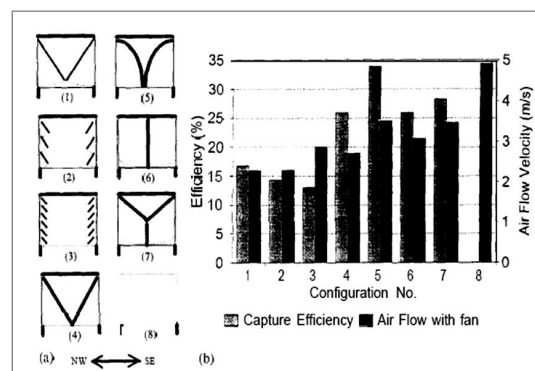 (1)
(5)
(2)
(6)
(3)
(7)
(4)
(8)
(a)
NW
SE
(b)
Efficiency (%)
35
30
25
20
15
10
5
0
1 2 3 4 5 6 7 8
Configuration No.
5
4
3
2
1
0
Air Flow Velocity (m/s)
Capture Efficiency
Air Flow with fan